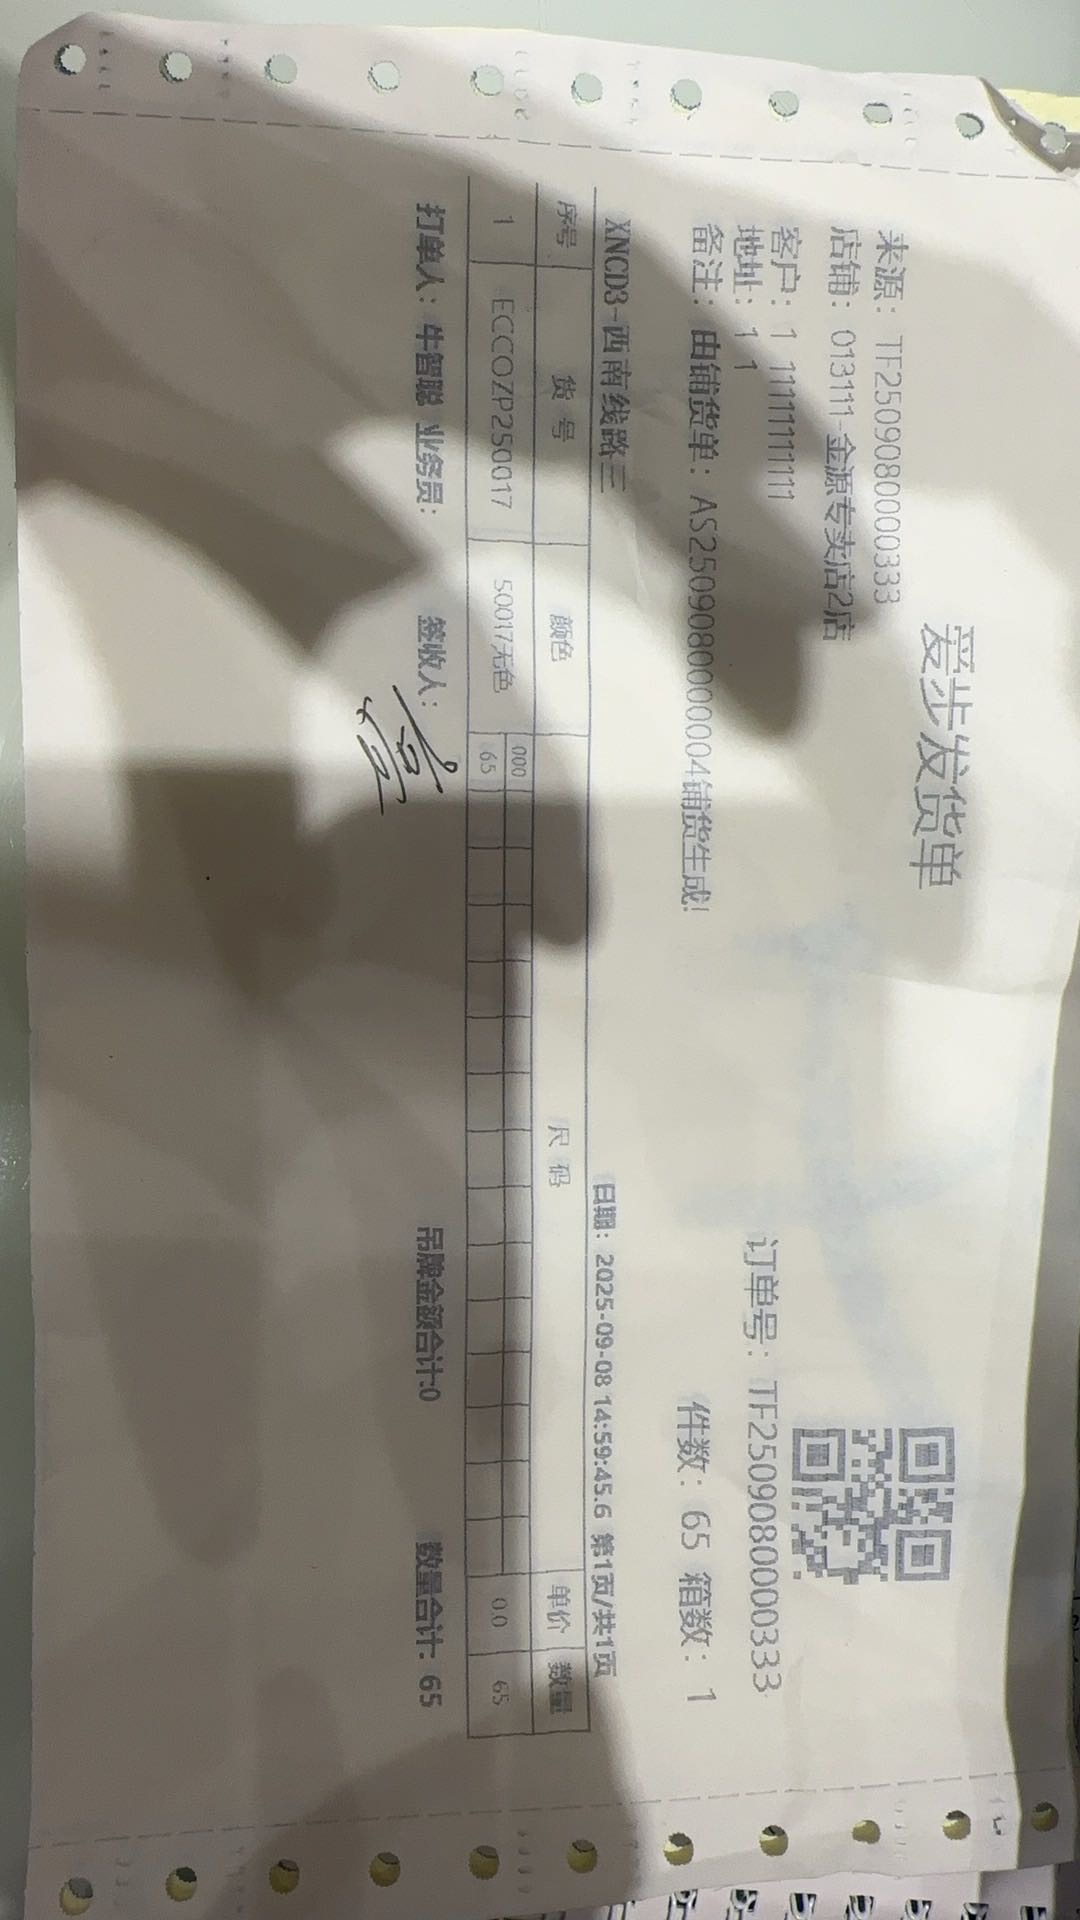 爱步发货单
来源：TF2509080000333
店铺：013111-金源专卖店2店
客户：1 11111111111
地址：1 1
订单号：TF2509080000333
备注：由铺货单：AS2509080000004铺货生成!
件数：65 箱数：1
XNCD3-西南线路三
日期：2025-09-08 14:59:45.6 第1页/共1页
序号 货号 颜色 尺码 单价 数量
000
1 ECCOZP250017 50017无色 65 0.0 65
打单人：牛智聪 业务员： 签收人： 吊牌金额合计:0 数量合计: 65